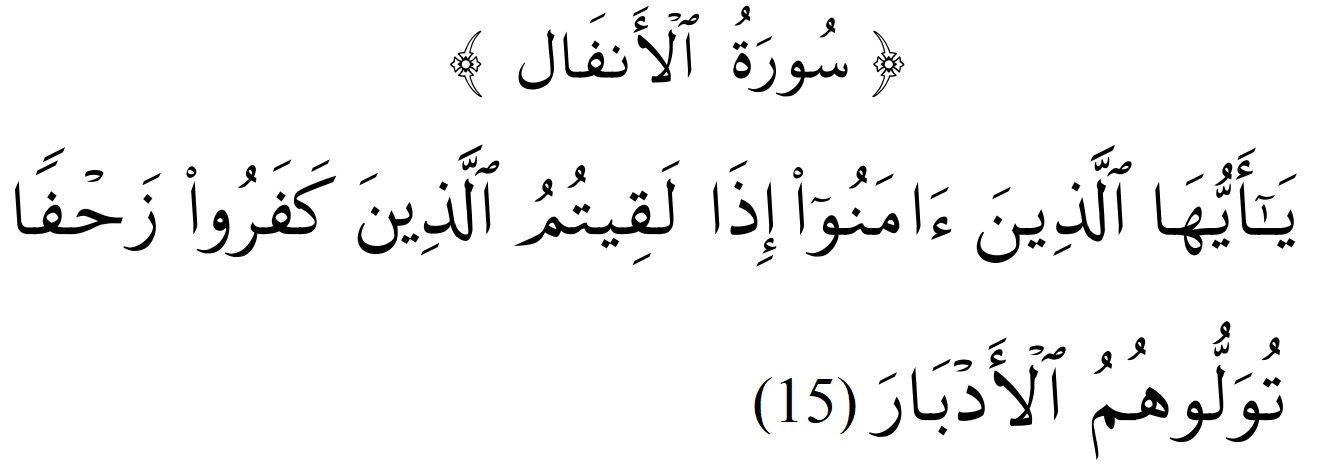 ﴿ سُورَةُ ٱلْأَنفَال ﴾
يَـٰٓأَيُّهَا ٱلَّذِينَ ءَامَنُوٓا۟ إِذَا لَقِيتُمُ ٱلَّذِينَ كَفَرُوا۟ زَحْفًا
تُوَلُّوهُمُ ٱلْأَدْبَارَ (15)